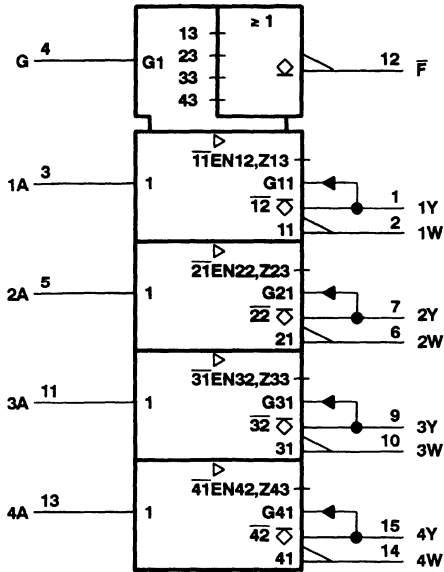 ≥ 1
13
4
G
G1
23
33
43
12
F̅
1̅1̅EN12,Z13
3
1A
1
G11
1̅2̅
1
1Y
11
2
1W
2̅1̅EN22,Z23
5
2A
1
G21
2̅2̅
7
2Y
21
6
2W
3̅1̅EN32,Z33
11
3A
1
G31
3̅2̅
9
3Y
31
10
3W
4̅1̅EN42,Z43
13
4A
1
G41
4̅2̅
15
4Y
41
14
4W